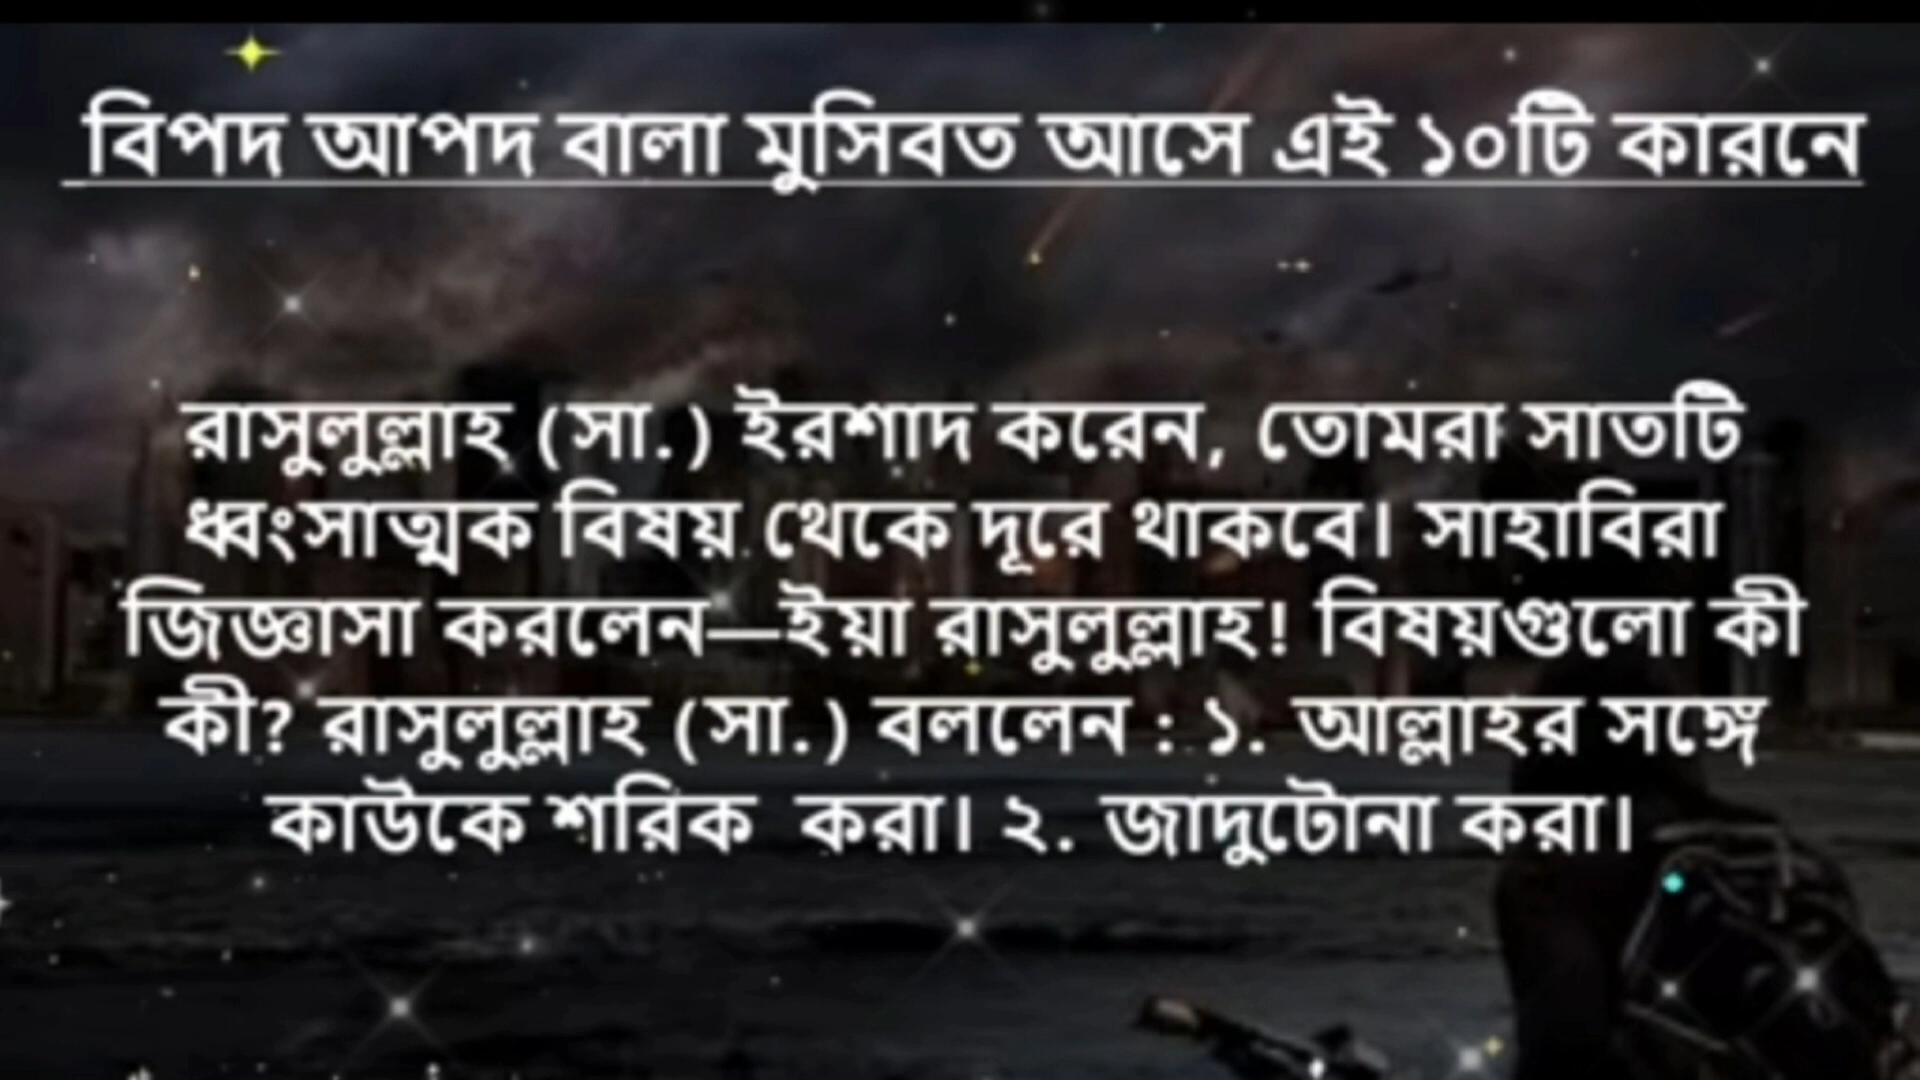 বিপদ আপদ বালা মুসিবত আসে এই ১০টি কারনে
রাসুলুল্লাহ (সা.) ইরশাদ করেন, তোমরা সাতটি
ধ্বংসাত্মক বিষয় থেকে দূরে থাকবে। সাহাবিরা
জিজ্ঞাসা করলেন—ইয়া রাসুলুল্লাহ! বিষয়গুলো কী
কী? রাসুলুল্লাহ (সা.) বললেন : ১. আল্লাহর সঙ্গে
কাউকে শরিক করা। ২. জাদুটোনা করা।